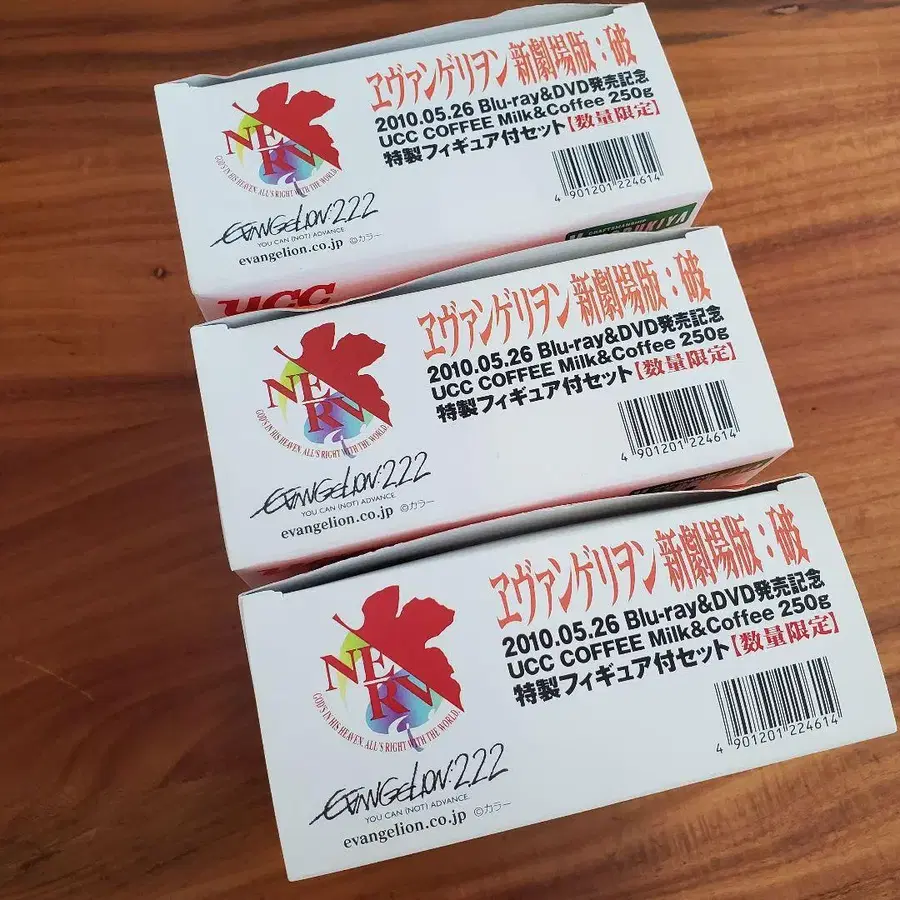 ヱヴァンゲリヲン新劇場版:破
2010.05.26 Blu-ray&DVD発売記念
UCC COFFEE Milk&Coffee 250g
特製フィギュア付セット【数量限定】
NERV
GOD'S IN HIS HEAVEN. ALL'S RIGHT WITH THE WORLD.
4 901201 224614
EVANGELION:2.22
YOU CAN (NOT) ADVANCE.
evangelion.co.jp ©カラー
UCC
CRAFTSMANSHIP
ヱヴァンゲリヲン新劇場版:破
2010.05.26 Blu-ray&DVD発売記念
UCC COFFEE Milk&Coffee 250g
特製フィギュア付セット【数量限定】
NERV
GOD'S IN HIS HEAVEN. ALL'S RIGHT WITH THE WORLD.
4 901201 224614
EVANGELION:2.22
YOU CAN (NOT) ADVANCE.
evangelion.co.jp ©カラー
ヱヴァンゲリヲン新劇場版:破
2010.05.26 Blu-ray&DVD発売記念
UCC COFFEE Milk&Coffee 250g
特製フィギュア付セット【数量限定】
NERV
GOD'S IN HIS HEAVEN. ALL'S RIGHT WITH THE WORLD.
4 901201 224614
EVANGELION:2.22
YOU CAN (NOT) ADVANCE.
evangelion.co.jp ©カラー